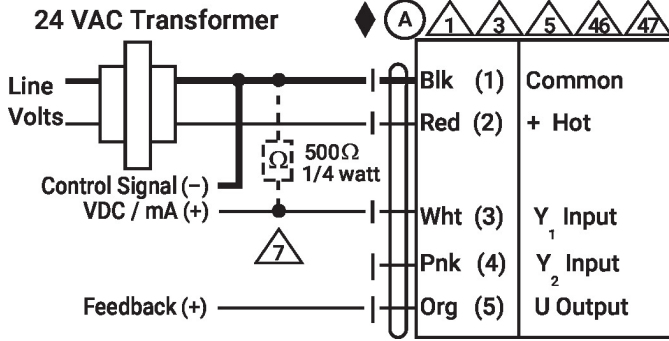 24 VAC Transformer
A 1 3 5 46 47
Line
Volts
Blk (1) Common
Red (2) + Hot
Ω 500Ω
1/4 watt
Control Signal (−)
VDC / mA (+)
Wht (3) Y1 Input
7
Pnk (4) Y2 Input
Feedback (+)
Org (5) U Output